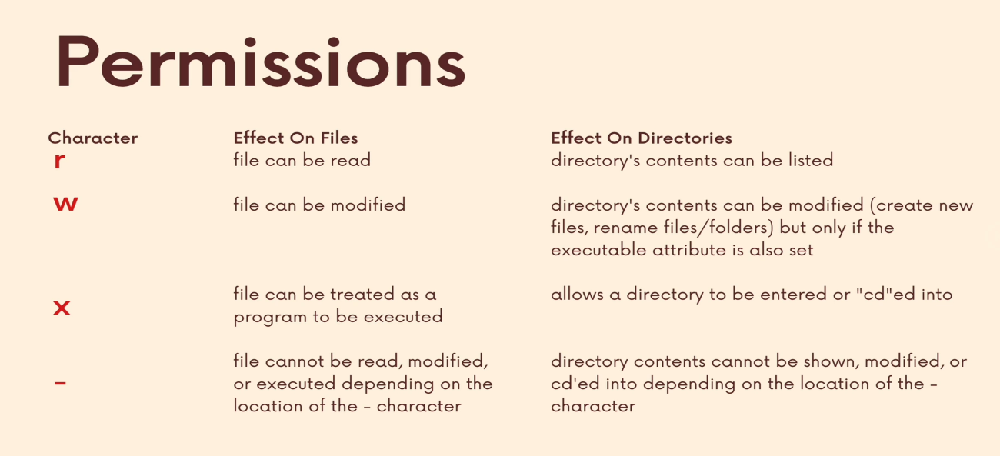 Permissions
Character Effect On Files Effect On Directories
r file can be read directory's contents can be listed
w file can be modified directory's contents can be modified (create new
files, rename files/folders) but only if the
executable attribute is also set
x file can be treated as a allows a directory to be entered or "cd"ed into
program to be executed
file cannot be read, modified, directory contents cannot be shown, modified, or
- or executed depending on the cd'ed into depending on the location of the -
location of the - character character